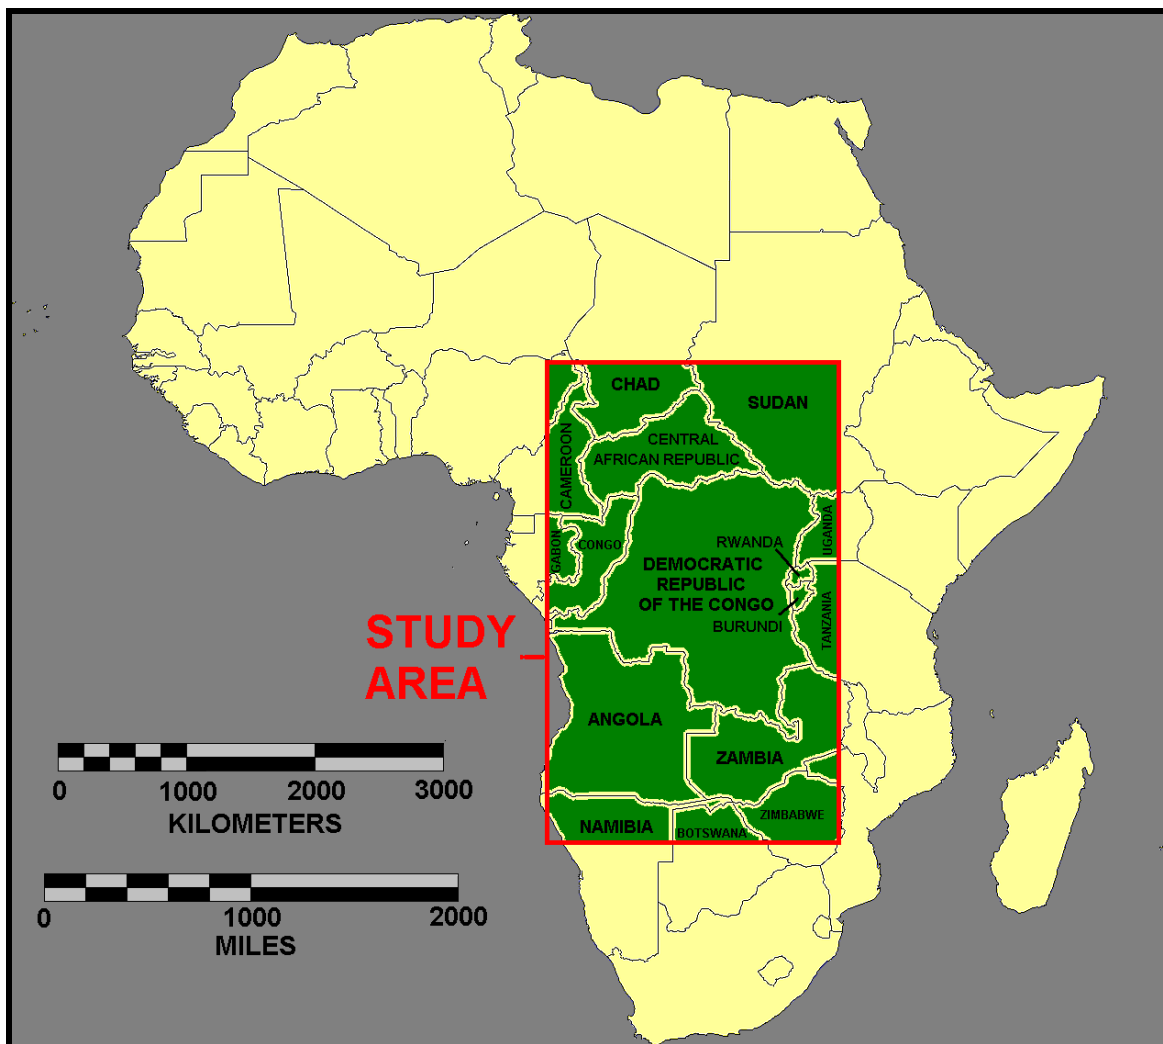 CHAD
SUDAN
CAMEROON
CENTRAL
AFRICAN REPUBLIC
GABON
CONGO
UGANDA
RWANDA
DEMOCRATIC
REPUBLIC
OF THE CONGO
BURUNDI
TANZANIA
STUDY
AREA
ANGOLA
ZAMBIA
ZIMBABWE
NAMIBIA
BOTSWANA
0 1000 2000 3000
KILOMETERS
0 1000 2000
MILES